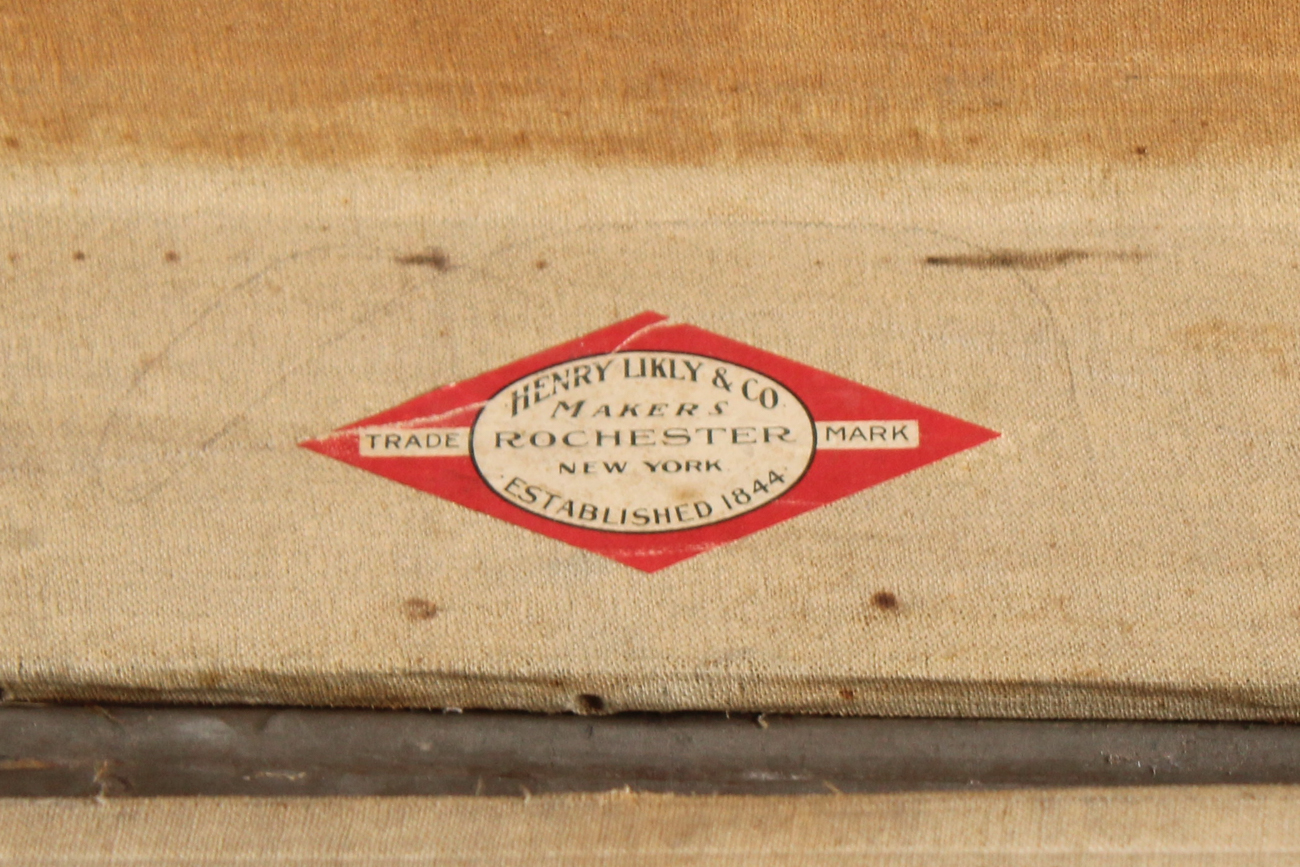 HENRY LIKLY & CO.
MAKERS
TRADE ROCHESTER MARK
NEW YORK
·ESTABLISHED 1844·